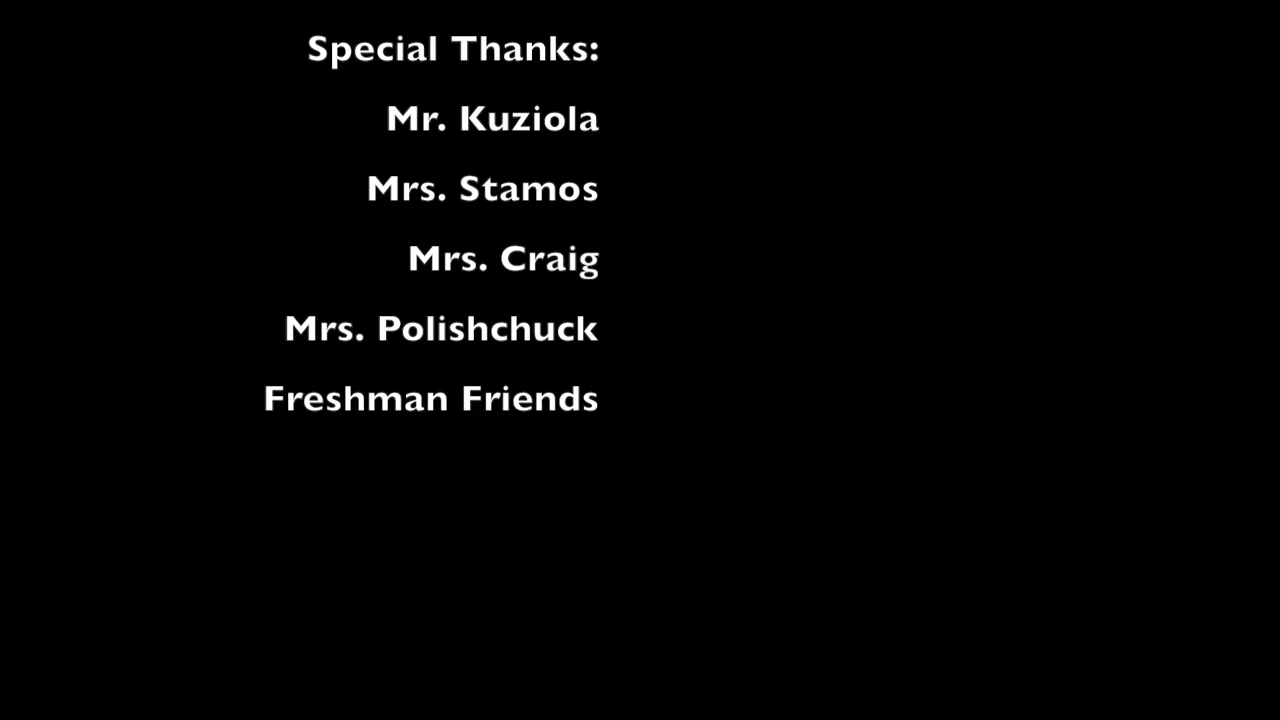 Special Thanks:
Mr. Kuziola
Mrs. Stamos
Mrs. Craig
Mrs. Polishchuck
Freshman Friends